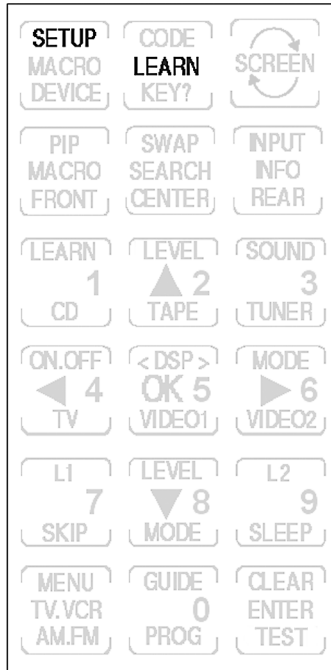 SETUP CODE
MACRO LEARN SCREEN
DEVICE KEY?
PIP SWAP INPUT
MACRO SEARCH INFO
FRONT CENTER REAR
LEARN LEVEL SOUND
1 ▲ 2 3
CD TAPE TUNER
ON.OFF <DSP> MODE
◀ 4 OK 5 ▶ 6
TV VIDEO1 VIDEO2
L1 LEVEL L2
7 ▼ 8 9
SKIP MODE SLEEP
MENU GUIDE CLEAR
TV.VCR 0 ENTER
AM.FM PROG TEST